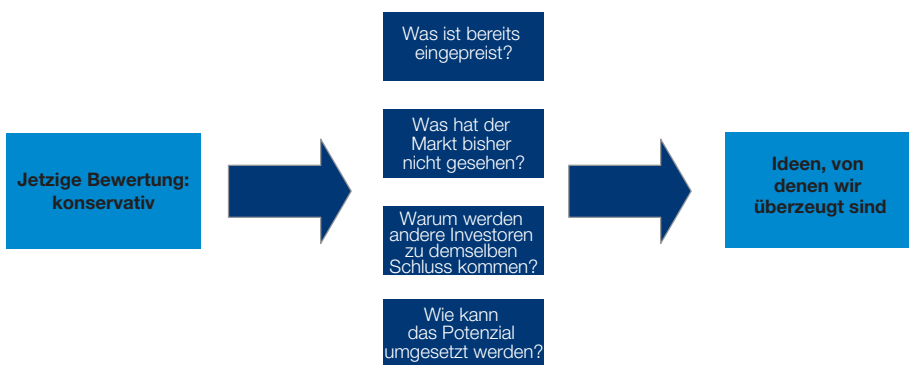 Jetzige Bewertung:
konservativ
Was ist bereits
eingepreist?
Was hat der
Markt bisher
nicht gesehen?
Warum werden
andere Investoren
zu demselben
Schluss kommen?
Wie kann
das Potenzial
umgesetzt werden?
Ideen, von
denen wir
überzeugt sind